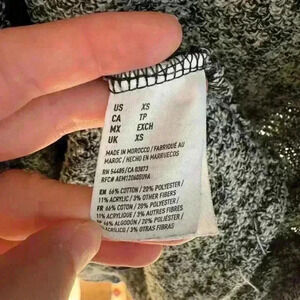 US XS
CA TP
MX EXCH
UK XS
MADE IN MOROCCO / FABRIQUÉ AU
MAROC / HECHO EN MARRUECOS
RN 54485 / CA 03873
RFC# AEM120400U9A
EN 66% COTTON / 20% POLYESTER /
11% ACRYLIC / 3% OTHER FIBERS
FR 66% COTON / 20% POLYESTER /
11% ACRYLIQUE / 3% AUTRES FIBRES
66% ALGODÓN / 20% POLIÉSTER /
ACRÍLICO / 3% OTRAS FIBRAS